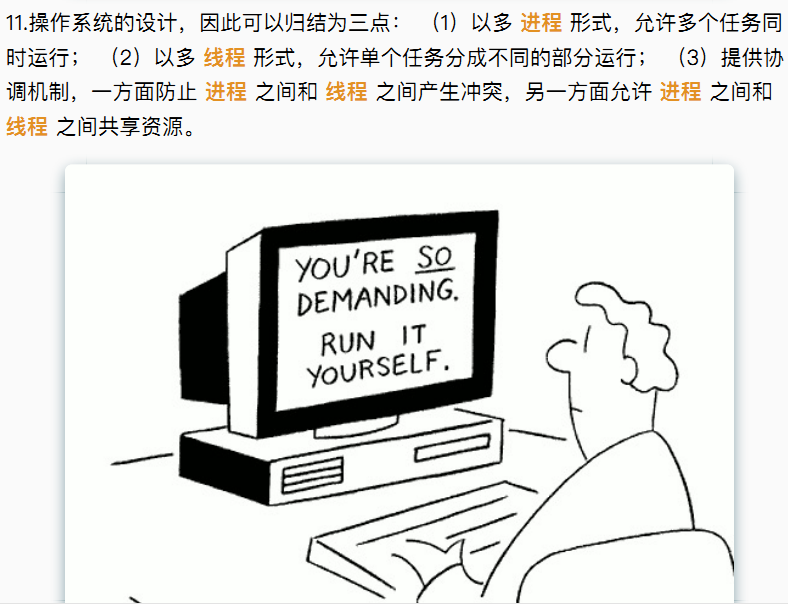 11.操作系统的设计，因此可以归结为三点： （1）以多 进程 形式，允许多个任务同
时运行； （2）以多 线程 形式，允许单个任务分成不同的部分运行； （3）提供协
调机制，一方面防止 进程 之间和 线程 之间产生冲突，另一方面允许 进程 之间和
线程 之间共享资源。
YOU'RE SO
DEMANDING.
RUN IT
YOURSELF.